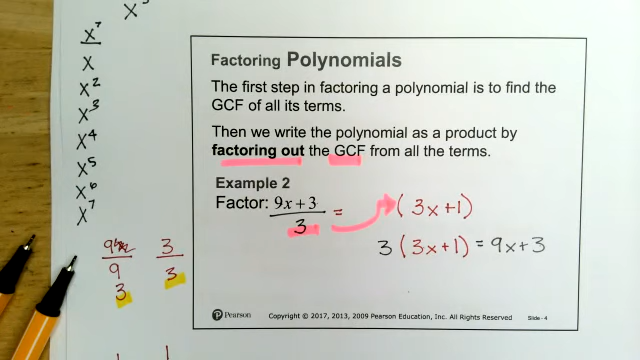 x⁷
x
x²
x³
x⁴
x⁵
x⁶
x⁷
9
9
3
3
3
Factoring Polynomials
The first step in factoring a polynomial is to find the
GCF of all its terms.
Then we write the polynomial as a product by
factoring out the GCF from all the terms.
Example 2
Factor: 9x + 3 = (3x+1)
3
3(3x+1) = 9x+3
Pearson Copyright © 2017, 2013, 2009 Pearson Education, Inc. All Rights Reserved Slide - 4